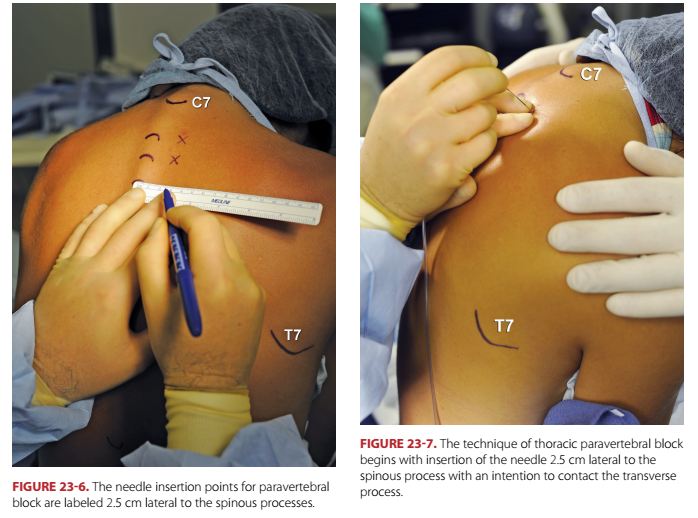 C7
MEDLINE
T7
FIGURE 23-6. The needle insertion points for paravertebral
block are labeled 2.5 cm lateral to the spinous processes.
C7
T7
FIGURE 23-7. The technique of thoracic paravertebral block
begins with insertion of the needle 2.5 cm lateral to the
spinous process with an intention to contact the transverse
process.